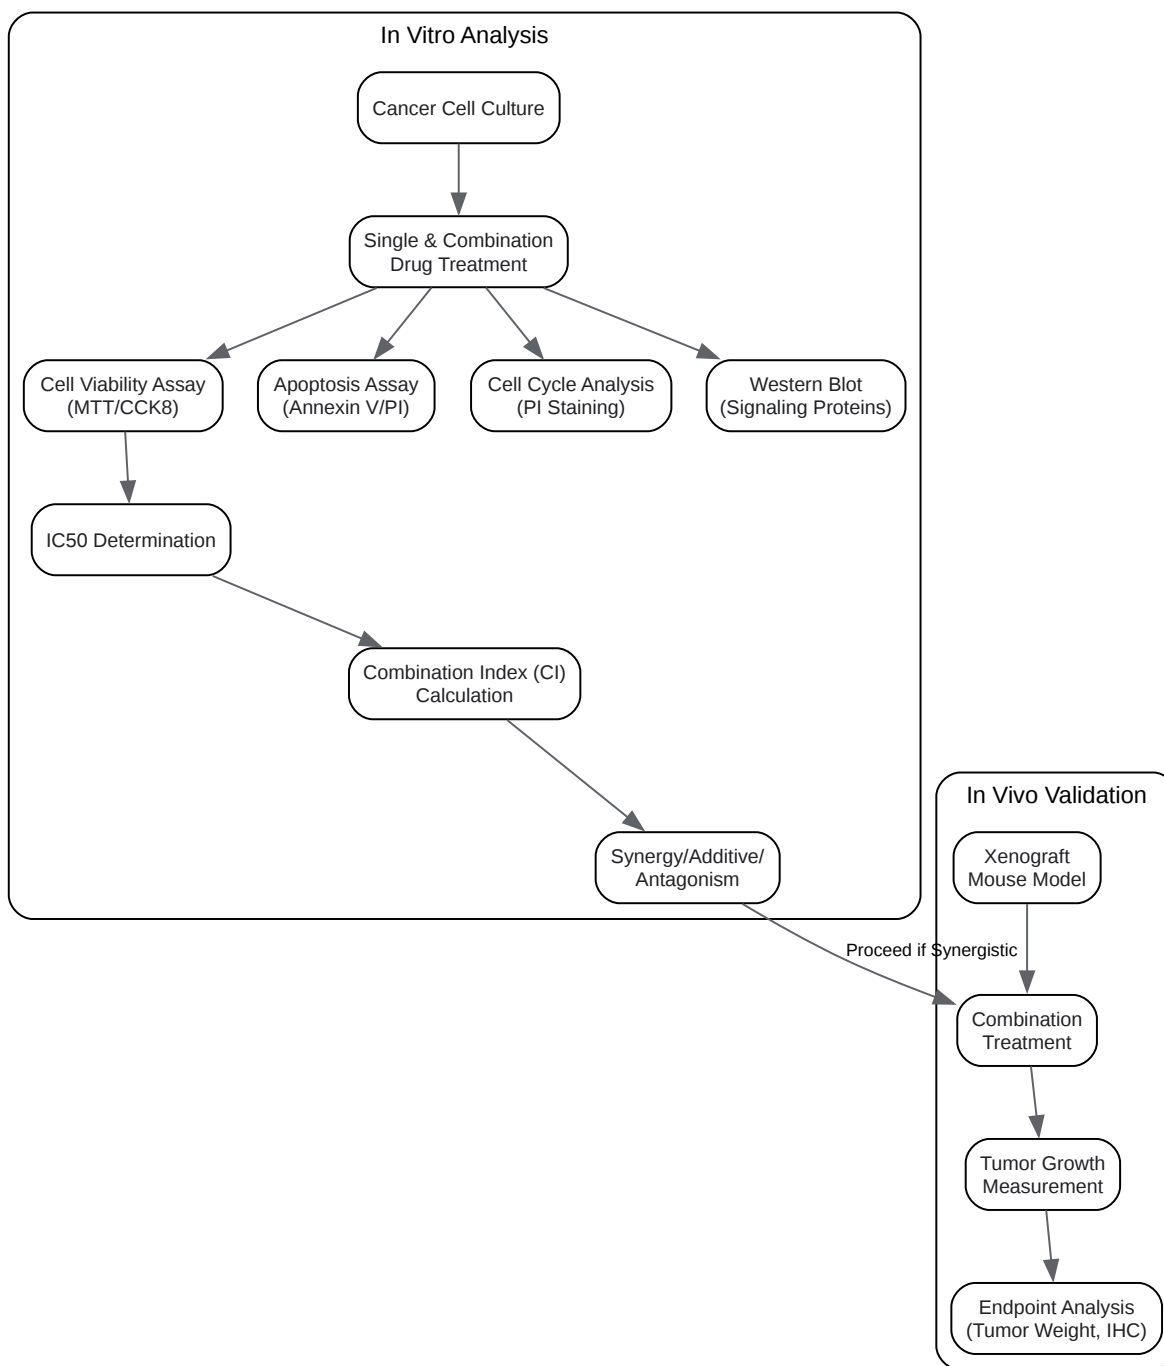 In Vitro Analysis
Cancer Cell Culture
Single & Combination
Drug Treatment
Cell Viability Assay
(MTT/CCK8)
Apoptosis Assay
(Annexin V/PI)
Cell Cycle Analysis
(PI Staining)
Western Blot
(Signaling Proteins)
IC50 Determination
Combination Index (CI)
Calculation
Synergy/Additive/
Antagonism
Proceed if Synergistic
In Vivo Validation
Xenograft
Mouse Model
Combination
Treatment
Tumor Growth
Measurement
Endpoint Analysis
(Tumor Weight, IHC)